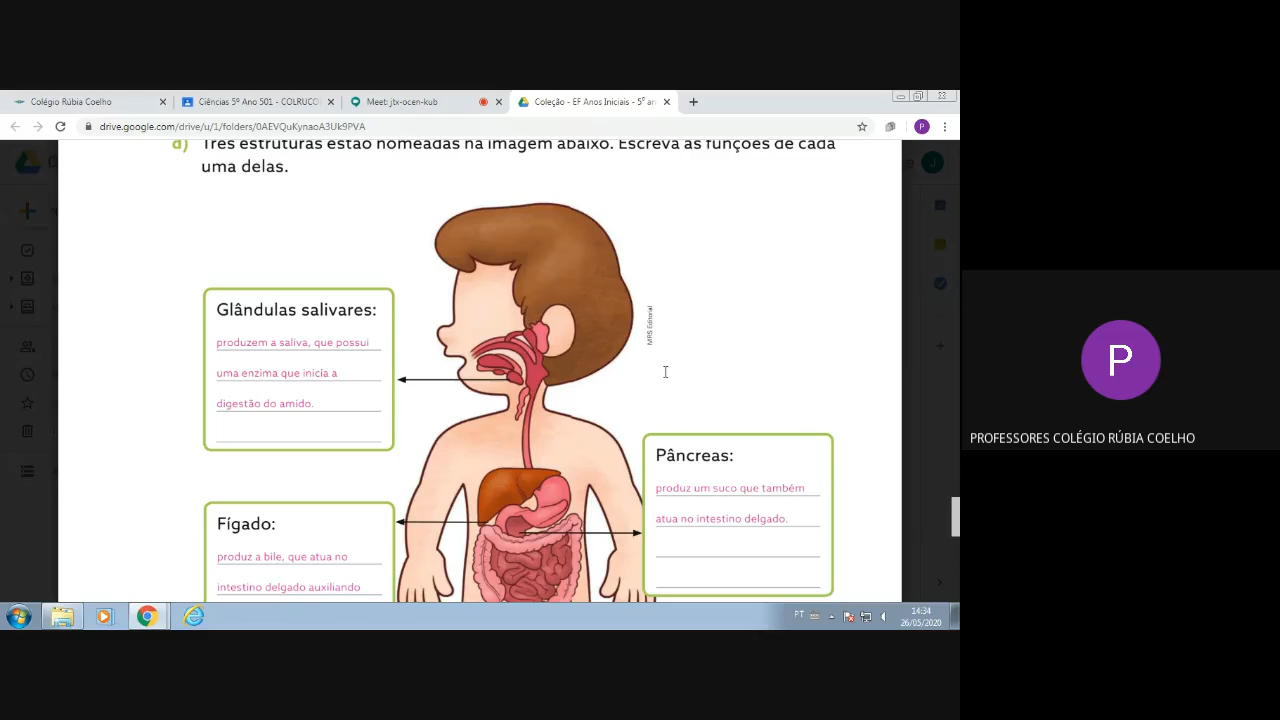 Colégio Rúbia Coelho
Ciências 5º Ano 501 - COLRUCO
Meet: jtx-ocen-kub
Coleção - EF Anos Iniciais - 5º an
drive.google.com/drive/u/1/folders/0AEVQuKynaoA3Uk9PVA
P
J
d) Três estruturas estão nomeadas na imagem abaixo. Escreva as funções de cada
uma delas.
Glândulas salivares:
produzem a saliva, que possui
uma enzima que inicia a
digestão do amido.
MRS Editorial
Pâncreas:
produz um suco que também
atua no intestino delgado.
Fígado:
produz a bile, que atua no
intestino delgado auxiliando
PT
14:34
26/05/2020
P
PROFESSORES COLÉGIO RÚBIA COELHO